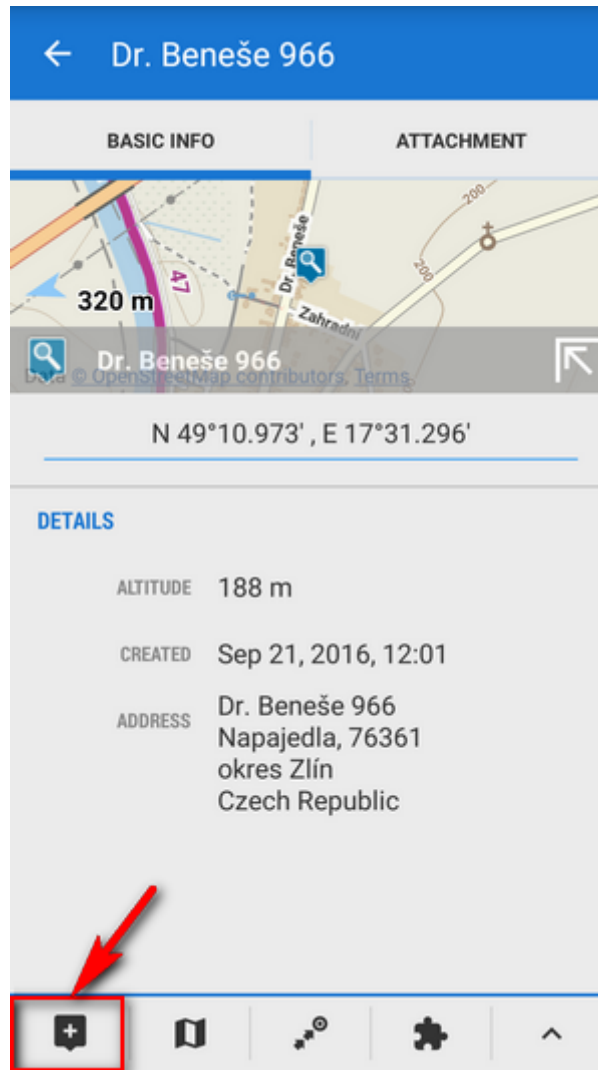 Dr. Beneše 966
BASIC INFO
ATTACHMENT
200
Dr. Beneše
200
47
320 m
Zahradní
Dr. Beneše 966
Data © OpenStreetMap contributors, Terms
N 49°10.973' , E 17°31.296'
DETAILS
ALTITUDE 188 m
CREATED Sep 21, 2016, 12:01
ADDRESS Dr. Beneše 966
Napajedla, 76361
okres Zlín
Czech Republic